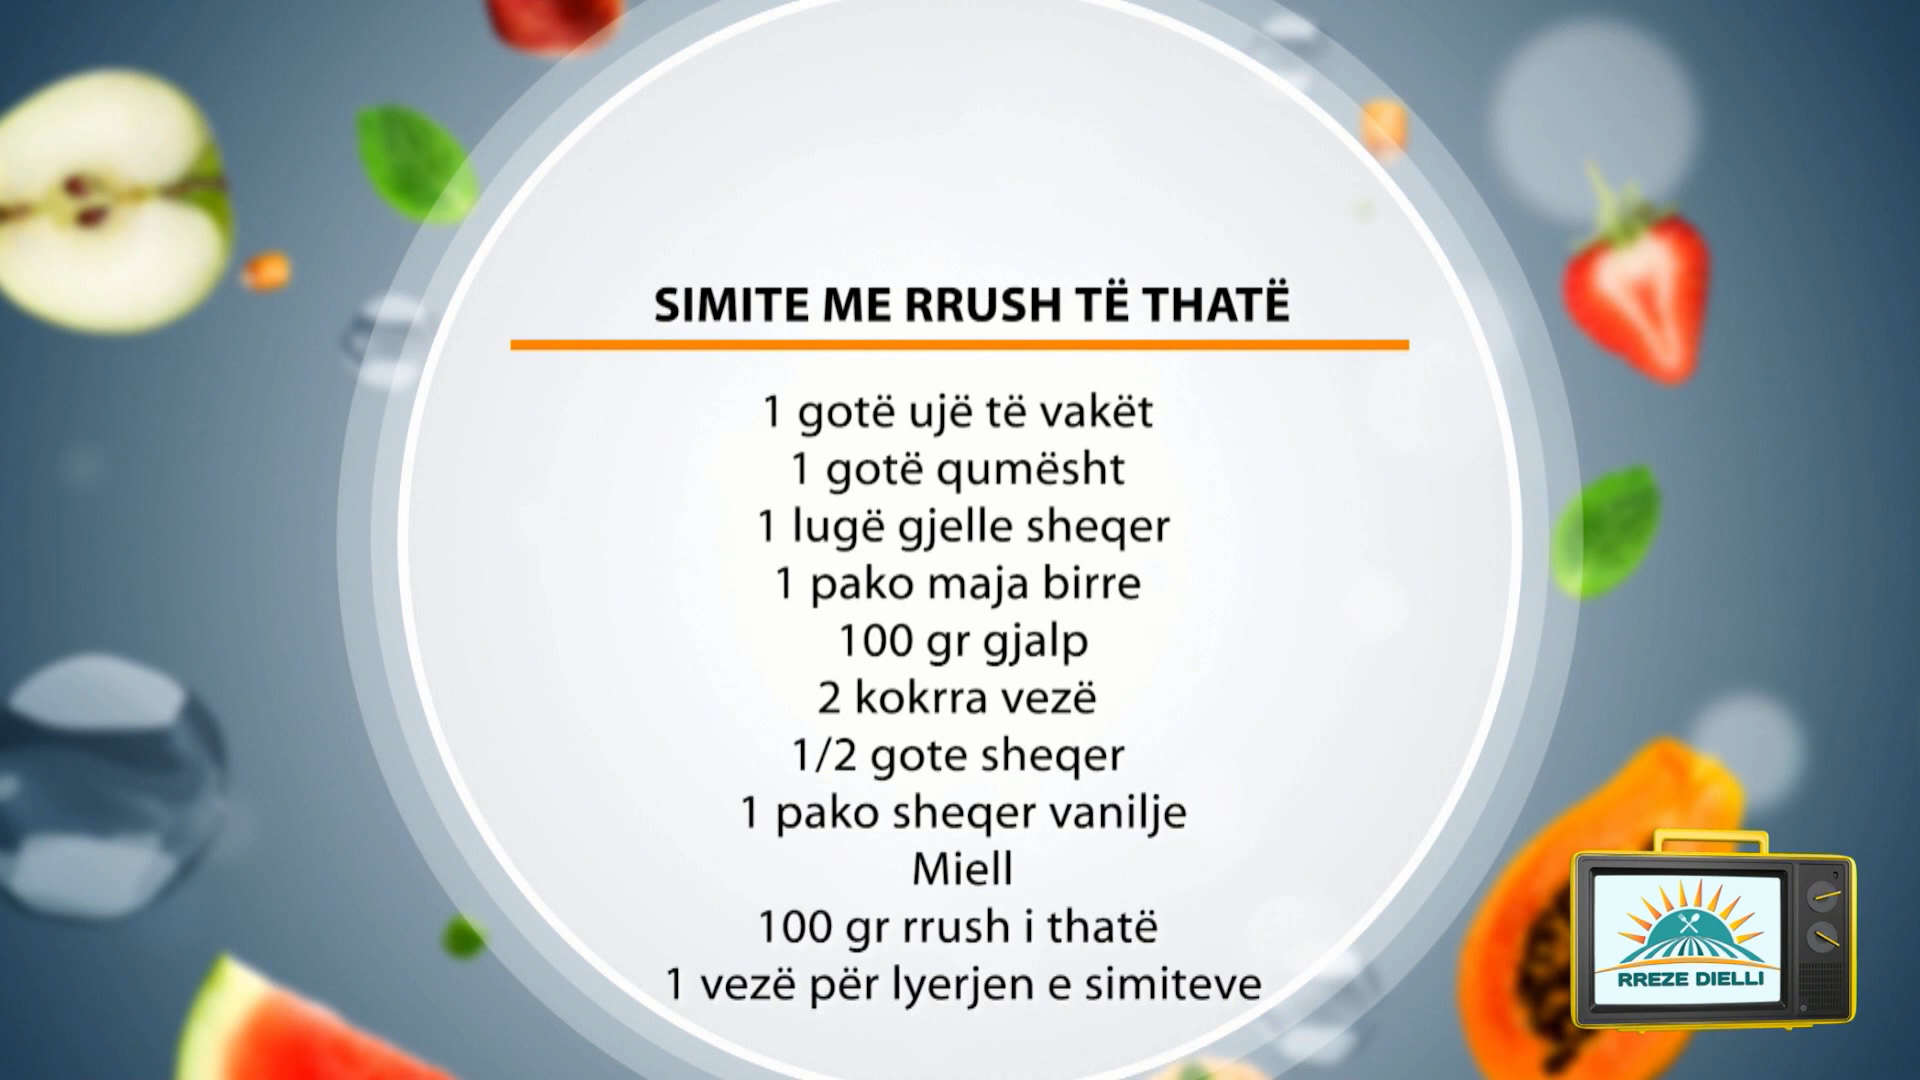 SIMITE ME RRUSH TË THATË
1 gotë ujë të vakët
1 gotë qumësht
1 lugë gjelle sheqer
1 pako maja birre
100 gr gjalp
2 kokrra vezë
1/2 gote sheqer
1 pako sheqer vanilje
Miell
100 gr rrush i thatë
1 vezë për lyerjen e simiteve
RREZE DIELLI